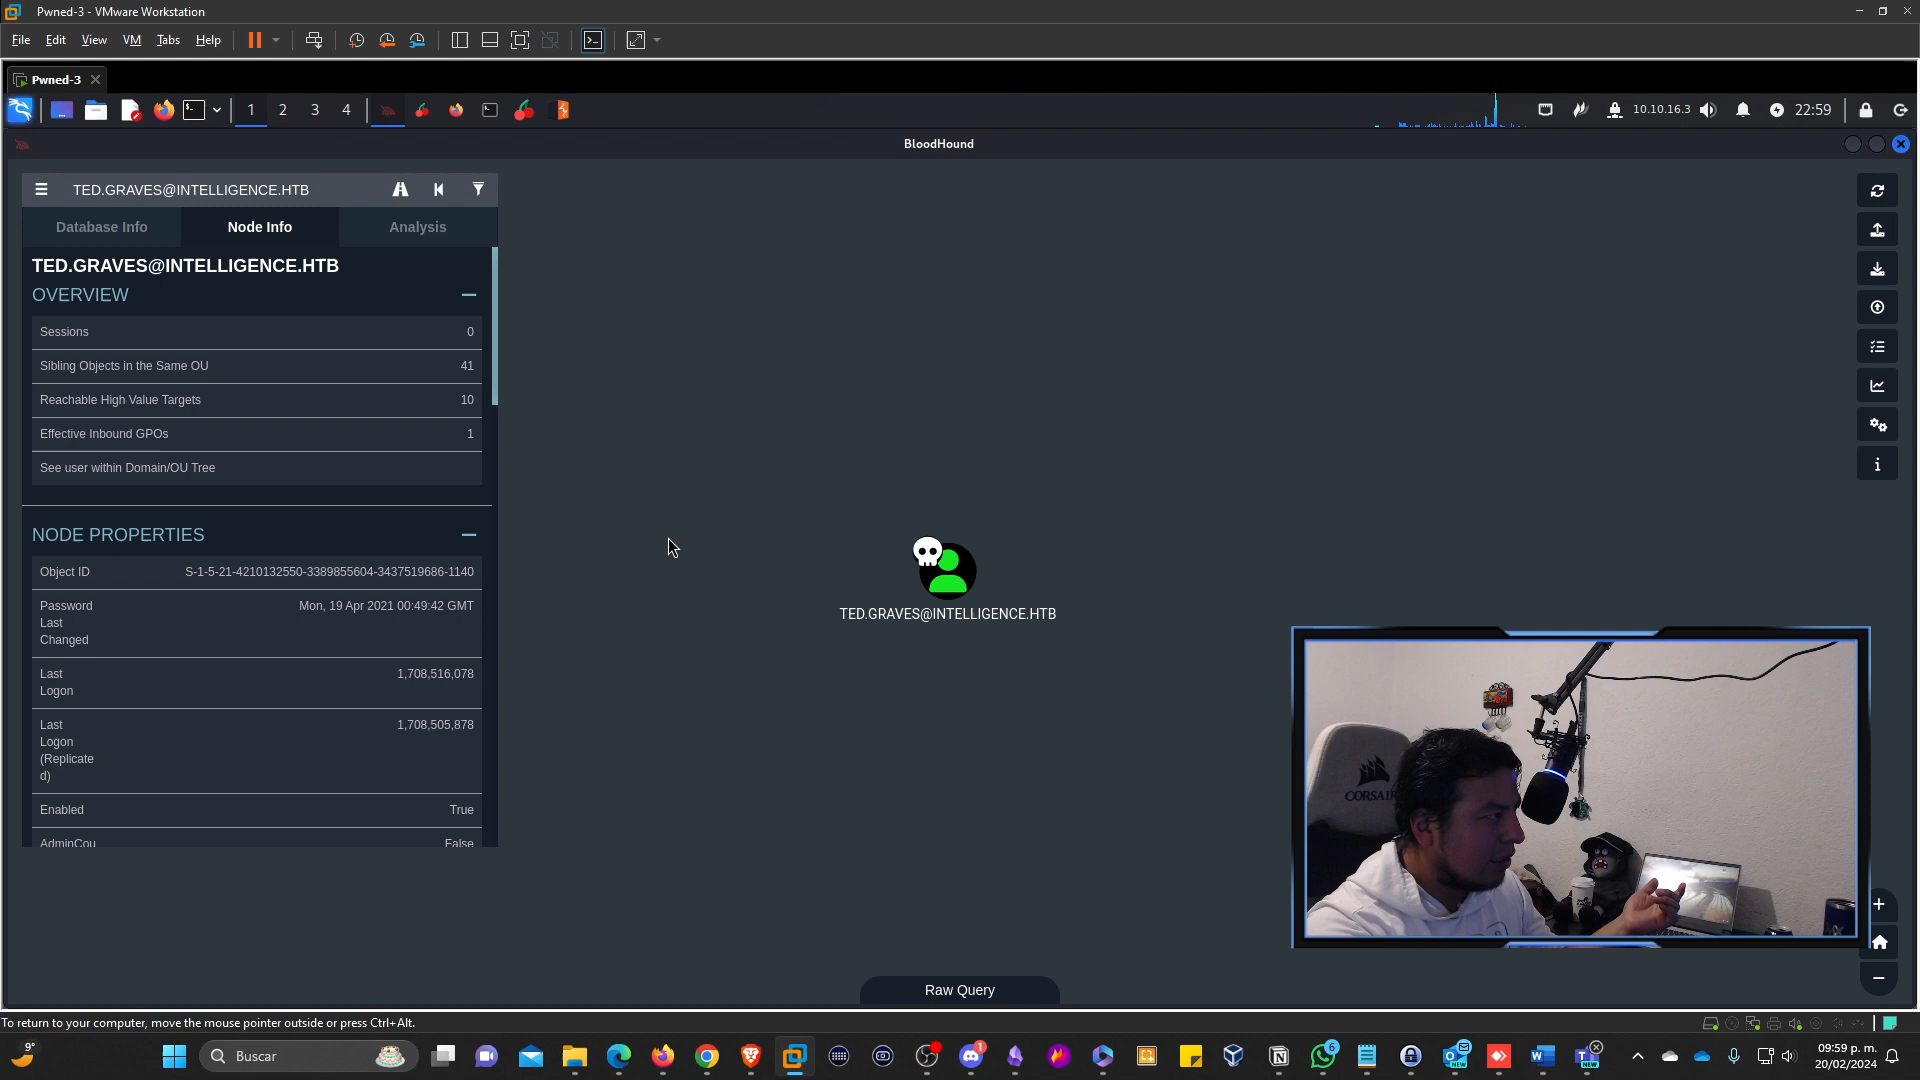 Pwned-3 - VMware Workstation
File Edit View VM Tabs Help
Pwned-3
1 2 3 4
10.10.16.3 22:59
BloodHound
TED.GRAVES@INTELLIGENCE.HTB
Database Info Node Info Analysis
TED.GRAVES@INTELLIGENCE.HTB
OVERVIEW
Sessions 0
Sibling Objects in the Same OU 41
Reachable High Value Targets 10
Effective Inbound GPOs 1
See user within Domain/OU Tree
NODE PROPERTIES
Object ID S-1-5-21-4210132550-3389855604-3437519686-1140
Password Mon, 19 Apr 2021 00:49:42 GMT
Last
Changed
Last 1,708,516,078
Logon
Last 1,708,505,878
Logon
(Replicate
d)
Enabled True
AdminCou False
TED.GRAVES@INTELLIGENCE.HTB
CORSAIR
Raw Query
To return to your computer, move the mouse pointer outside or press Ctrl+Alt.
9°
Buscar
1
6
NEW
NEW
09:59 p. m.
20/02/2024